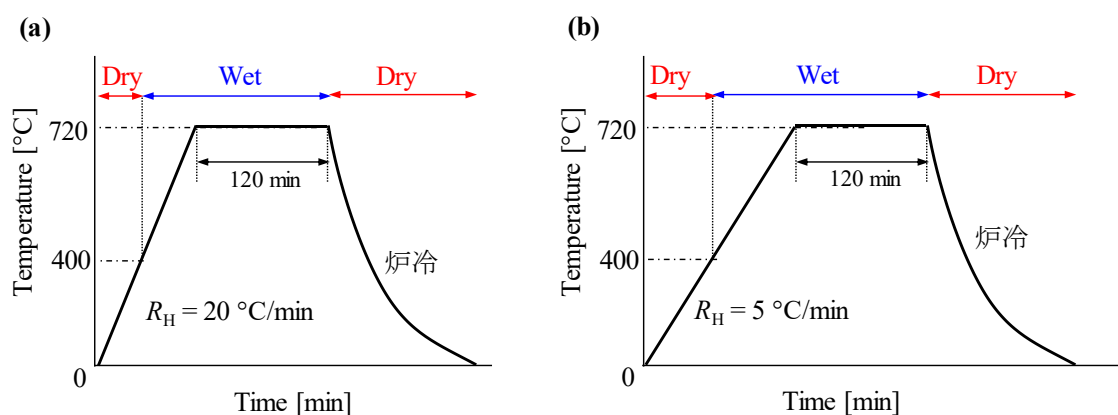 (a)
Dry Wet Dry
Temperature [°C]
720
120 min
400
炉冷
R_H = 20 °C/min
0
Time [min]
(b)
Dry Wet Dry
Temperature [°C]
720
120 min
400
炉冷
R_H = 5 °C/min
0
Time [min]